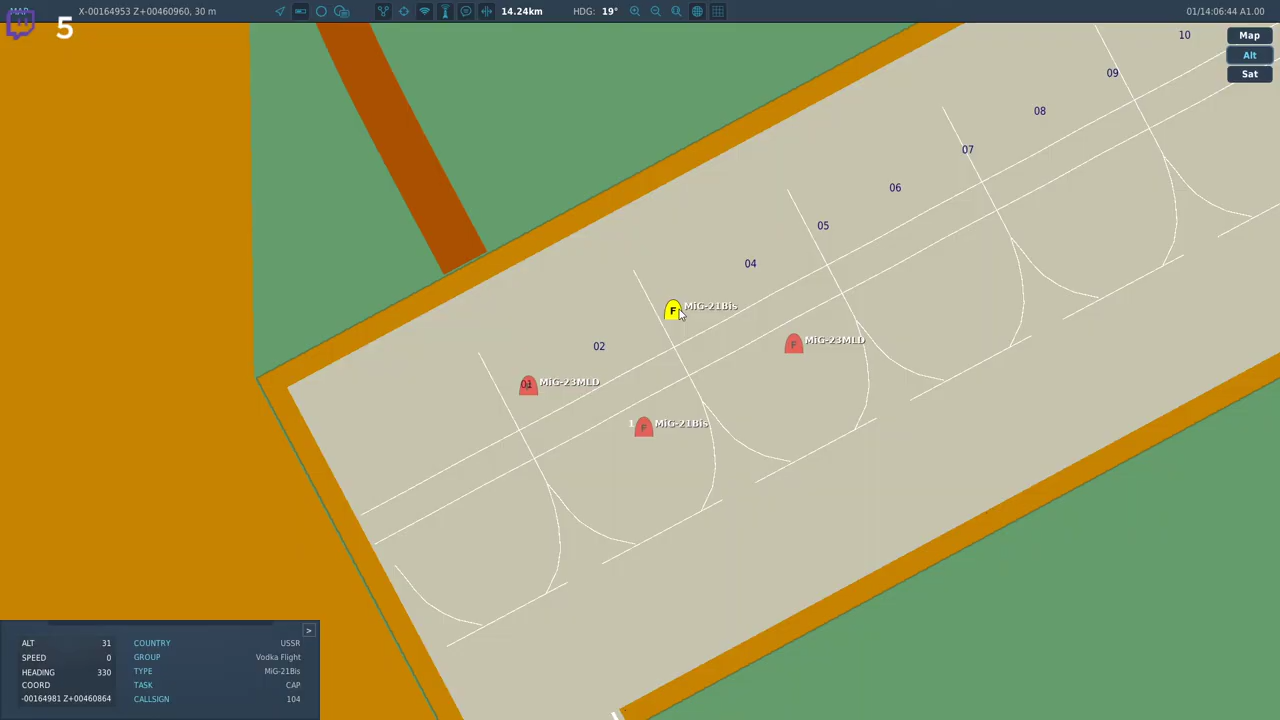 MAP X-00164953 Z+00460960, 30 m 14.24km HDG: 19° 01/14:06:44 A1.00
5
Map
Alt
Sat
10
09
08
07
06
05
04
MiG-21Bis
MiG-23MLD
02
01 MiG-23MLD
1 MiG-21Bis
F
F
F
>
ALT 31 COUNTRY USSR
SPEED 0 GROUP Vodka Flight
HEADING 330 TYPE MiG-21Bis
COORD TASK CAP
-00164981 Z+00460864 CALLSIGN 104